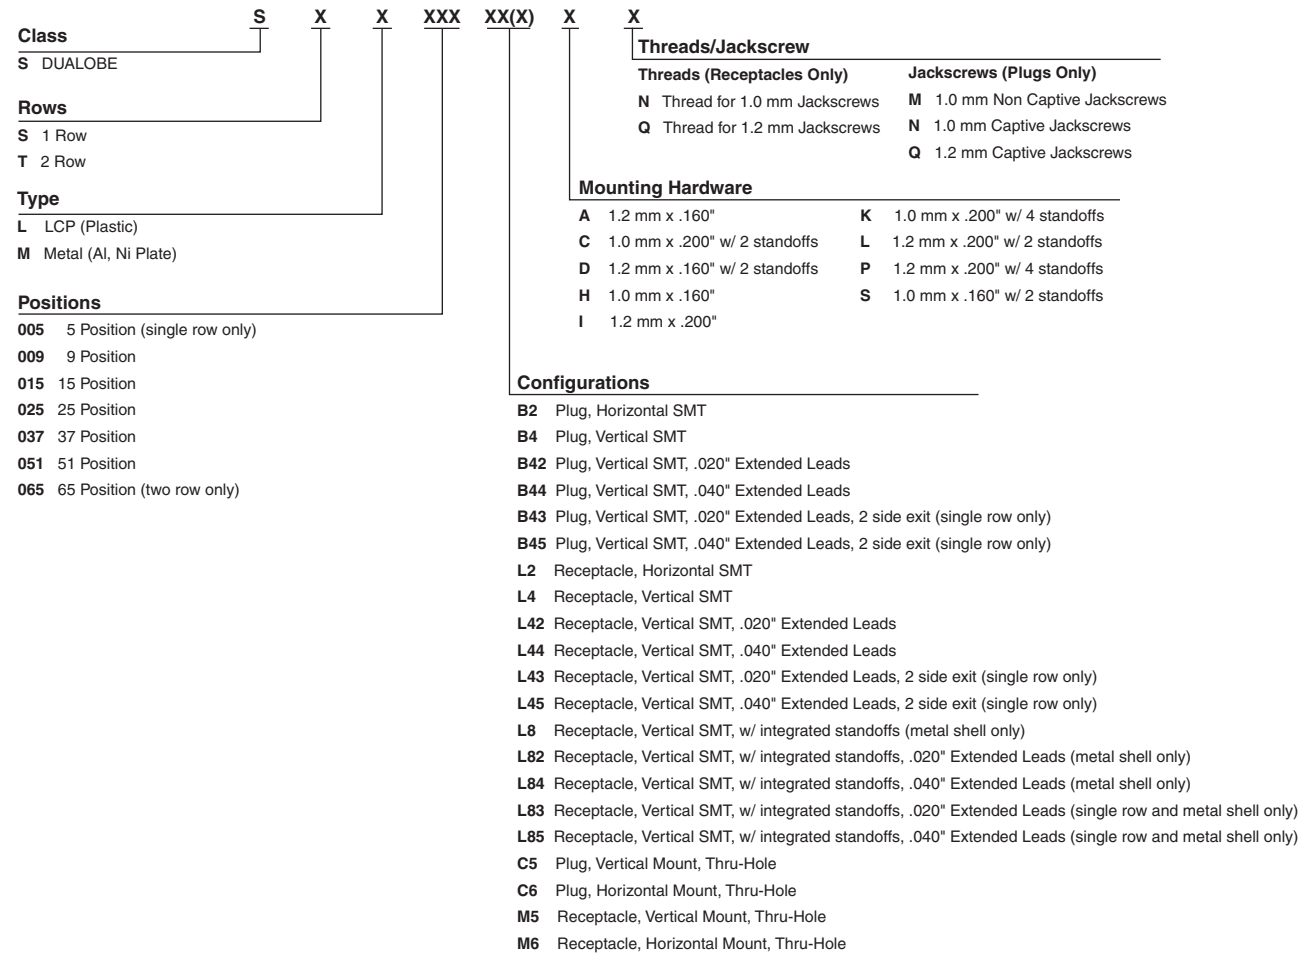 S X X XXX XX(X) X X
Class
S DUALOBE
Rows
S 1 Row
T 2 Row
Type
L LCP (Plastic)
M Metal (Al, Ni Plate)
Positions
005 5 Position (single row only)
009 9 Position
015 15 Position
025 25 Position
037 37 Position
051 51 Position
065 65 Position (two row only)
Threads/Jackscrew
Threads (Receptacles Only)
N Thread for 1.0 mm Jackscrews
Q Thread for 1.2 mm Jackscrews
Jackscrews (Plugs Only)
M 1.0 mm Non Captive Jackscrews
N 1.0 mm Captive Jackscrews
Q 1.2 mm Captive Jackscrews
Mounting Hardware
A 1.2 mm x .160"
C 1.0 mm x .200" w/ 2 standoffs
D 1.2 mm x .160" w/ 2 standoffs
H 1.0 mm x .160"
I 1.2 mm x .200"
K 1.0 mm x .200" w/ 4 standoffs
L 1.2 mm x .200" w/ 2 standoffs
P 1.2 mm x .200" w/ 4 standoffs
S 1.0 mm x .160" w/ 2 standoffs
Configurations
B2 Plug, Horizontal SMT
B4 Plug, Vertical SMT
B42 Plug, Vertical SMT, .020" Extended Leads
B44 Plug, Vertical SMT, .040" Extended Leads
B43 Plug, Vertical SMT, .020" Extended Leads, 2 side exit (single row only)
B45 Plug, Vertical SMT, .040" Extended Leads, 2 side exit (single row only)
L2 Receptacle, Horizontal SMT
L4 Receptacle, Vertical SMT
L42 Receptacle, Vertical SMT, .020" Extended Leads
L44 Receptacle, Vertical SMT, .040" Extended Leads
L43 Receptacle, Vertical SMT, .020" Extended Leads, 2 side exit (single row only)
L45 Receptacle, Vertical SMT, .040" Extended Leads, 2 side exit (single row only)
L8 Receptacle, Vertical SMT, w/ integrated standoffs (metal shell only)
L82 Receptacle, Vertical SMT, w/ integrated standoffs, .020" Extended Leads (metal shell only)
L84 Receptacle, Vertical SMT, w/ integrated standoffs, .040" Extended Leads (metal shell only)
L83 Receptacle, Vertical SMT, w/ integrated standoffs, .020" Extended Leads (single row and metal shell only)
L85 Receptacle, Vertical SMT, w/ integrated standoffs, .040" Extended Leads (single row and metal shell only)
C5 Plug, Vertical Mount, Thru-Hole
C6 Plug, Horizontal Mount, Thru-Hole
M5 Receptacle, Vertical Mount, Thru-Hole
M6 Receptacle, Horizontal Mount, Thru-Hole